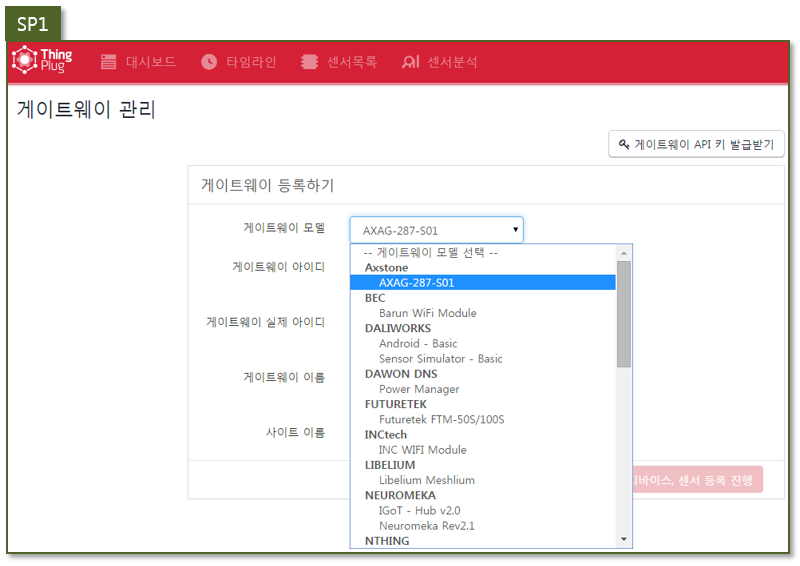 SP1
Thing
Plug
대시보드 타임라인 센서목록 센서분석
게이트웨이 관리
게이트웨이 API 키 발급받기
게이트웨이 등록하기
게이트웨이 모델
AXAG-287-S01
-- 게이트웨이 모델 선택 --
Axstone
게이트웨이 아이디
AXAG-287-S01
BEC
Barun WiFi Module
게이트웨이 실제 아이디
DALIWORKS
Android - Basic
Sensor Simulator - Basic
게이트웨이 이름
DAWON DNS
Power Manager
FUTURETEK
Futuretek FTM-50S/100S
사이트 이름
INCtech
INC WIFI Module
LIBELIUM
Libelium Meshlium
NEUROMEKA
IGoT - Hub v2.0
Neuromeka Rev2.1
NTHING
센서 등록 진행